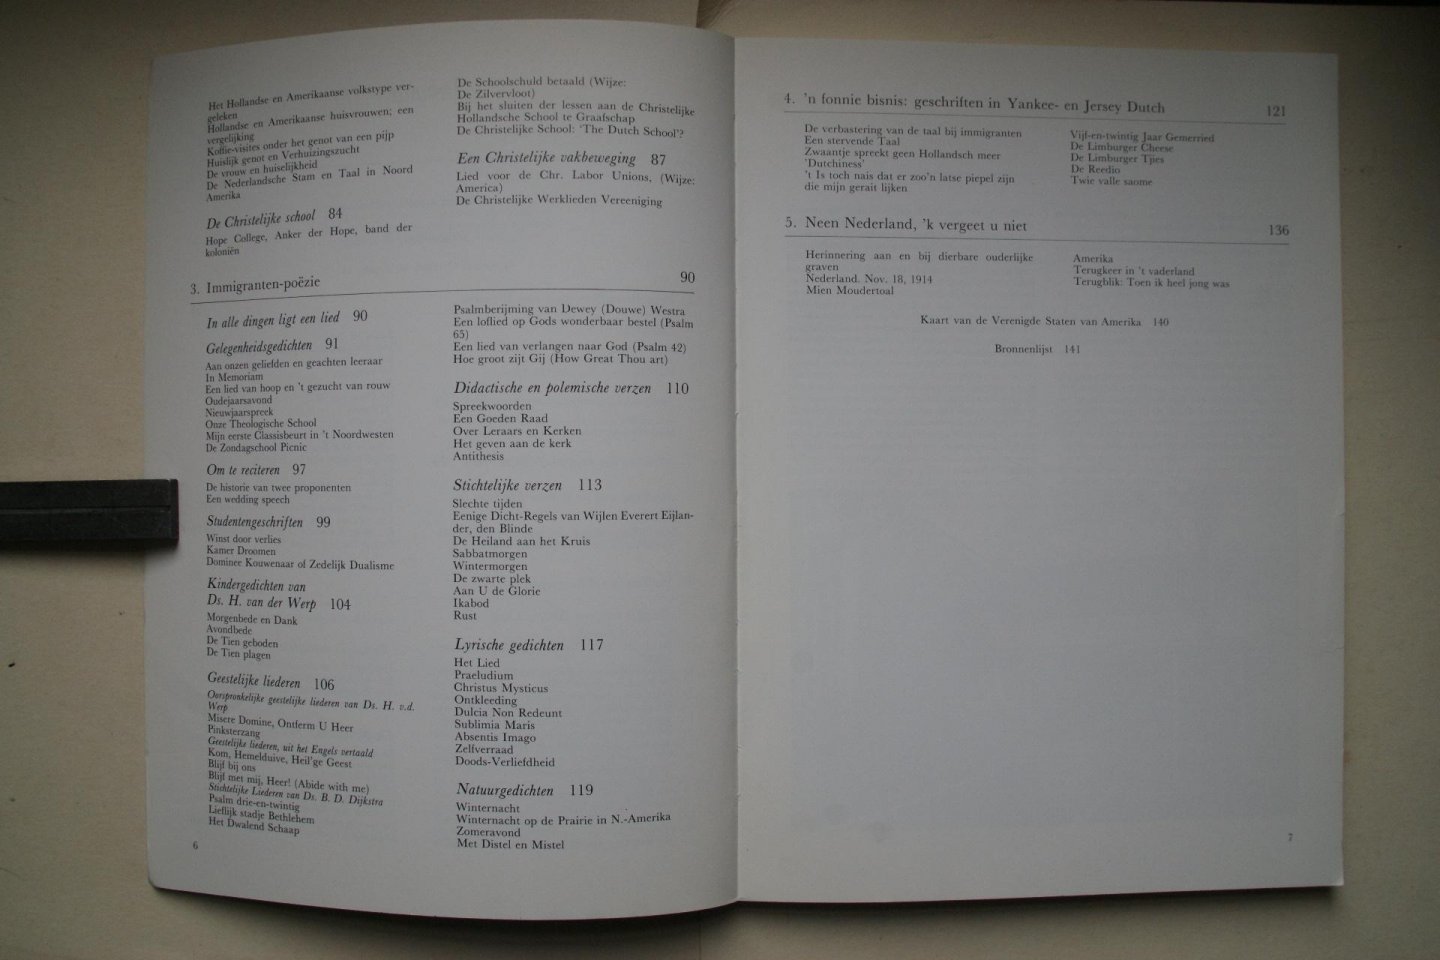 Het Hollandse en Amerikaanse volkstype ver-
geleken
Hollandse en Amerikaanse huisvrouwen; een
vergelijking
Koffie-visites onder het genot van een pijp
Huislijk genot en Verhuizingszucht
De vrouw en huiselijkheid
De Nederlandsche Stam en Taal in Noord
Amerika
De Christelijke school 84
Hope College, Anker der Hope, band der
koloniën
De Schoolschuld betaald (Wijze:
De Zilvervloot)
Bij het sluiten der lessen aan de Christelijke
Hollandsche School te Graafschap
De Christelijke School: 'The Dutch School'?
Een Christelijke vakbeweging 87
Lied voor de Chr. Labor Unions, (Wijze:
America)
De Christelijke Werklieden Vereeniging
3. Immigranten-poëzie 90
In alle dingen ligt een lied 90
Gelegenheidsgedichten 91
Aan onzen geliefden en geachten leeraar
In Memoriam
Een lied van hoop en 't gezucht van rouw
Oudejaarsavond
Nieuwjaarspreek
Onze Theologische School
Mijn eerste Classisbeurt in 't Noordwesten
De Zondagschool Picnic
Om te reciteren 97
De historie van twee proponenten
Een wedding speech
Studentengeschriften 99
Winst door verlies
Kamer Droomen
Dominee Kouwenaar of Zedelijk Dualisme
Kindergedichten van
Ds. H. van der Werp 104
Morgenbede en Dank
Avondbede
De Tien geboden
De Tien plagen
Geestelijke liederen 106
Oorspronkelijke geestelijke liederen van Ds. H. v.d.
Werp
Misere Domine, Ontferm U Heer
Pinksterzang
Geestelijke liederen, uit het Engels vertaald
Kom, Hemelduive, Heil'ge Geest
Blijf bij ons
Blijf met mij, Heer! (Abide with me)
Stichtelijke Liederen van Ds. B. D. Dijkstra
Psalm drie-en-twintig
Lieflijk stadje Bethlehem
Het Dwalend Schaap
Psalmberijming van Dewey (Douwe) Westra
Een loflied op Gods wonderbaar bestel (Psalm
65)
Een lied van verlangen naar God (Psalm 42)
Hoe groot zijt Gij (How Great Thou art)
Didactische en polemische verzen 110
Spreekwoorden
Een Goeden Raad
Over Leraars en Kerken
Het geven aan de kerk
Antithesis
Stichtelijke verzen 113
Slechte tijden
Eenige Dicht-Regels van Wijlen Everert Eijlan-
der, den Blinde
De Heiland aan het Kruis
Sabbatmorgen
Wintermorgen
De zwarte plek
Aan U de Glorie
Ikabod
Rust
Lyrische gedichten 117
Het Lied
Praeludium
Christus Mysticus
Ontkleeding
Dulcia Non Redeunt
Sublimia Maris
Absentis Imago
Zelfverraad
Doods-Verliefdheid
Natuurgedichten 119
Winternacht
Winternacht op de Prairie in N.-Amerika
Zomeravond
Met Distel en Mistel
6
4. 'n fonnie bisnis: geschriften in Yankee- en Jersey Dutch 121
De verbastering van de taal bij immigranten
Een stervende Taal
Zwaantje spreekt geen Hollandsch meer
'Dutchiness'
't Is toch nais dat er zoo'n latse piepel zijn
die mijn gerait lijken
Vijf-en-twintig Jaar Gemerried
De Limburger Cheese
De Limburger Tjies
De Reedio
Twie valle saome
5. Neen Nederland, 'k vergeet u niet 136
Herinnering aan en bij dierbare ouderlijke
graven
Nederland. Nov. 18, 1914
Mien Moudertoal
Amerika
Terugkeer in 't vaderland
Terugblik: Toen ik heel jong was
Kaart van de Verenigde Staten van Amerika 140
Bronnenlijst 141
7